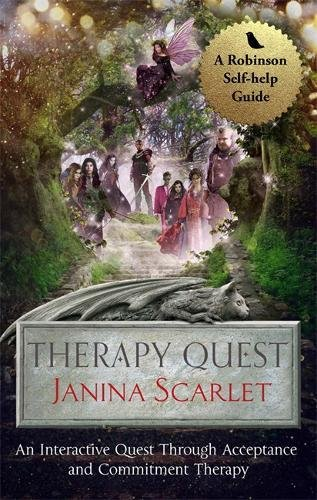 A Robinson
Self-help
Guide
THERAPY QUEST
JANINA SCARLET
An Interactive Quest Through Acceptance
and Commitment Therapy